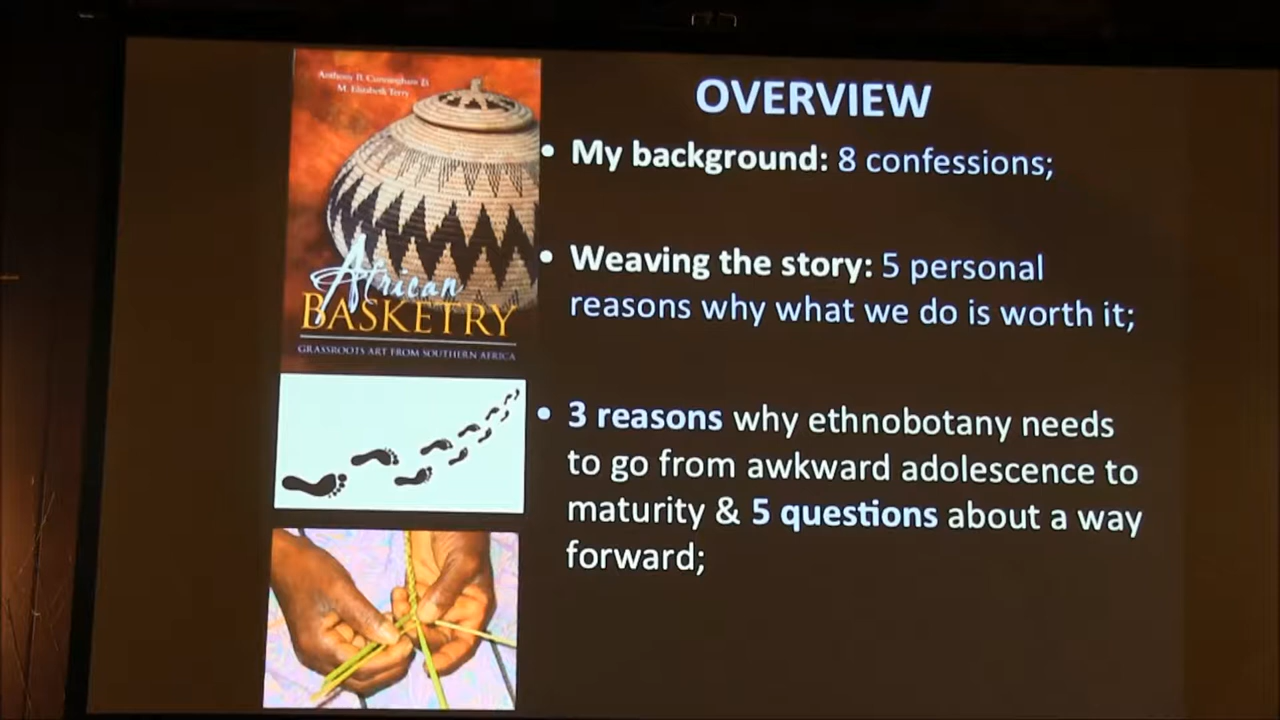 Anthony B. Cunningham &
M. Elizabeth Terry
African
BASKETRY
GRASSROOTS ART FROM SOUTHERN AFRICA
OVERVIEW
• My background: 8 confessions;
• Weaving the story: 5 personal
reasons why what we do is worth it;
• 3 reasons why ethnobotany needs
to go from awkward adolescence to
maturity & 5 questions about a way
forward;